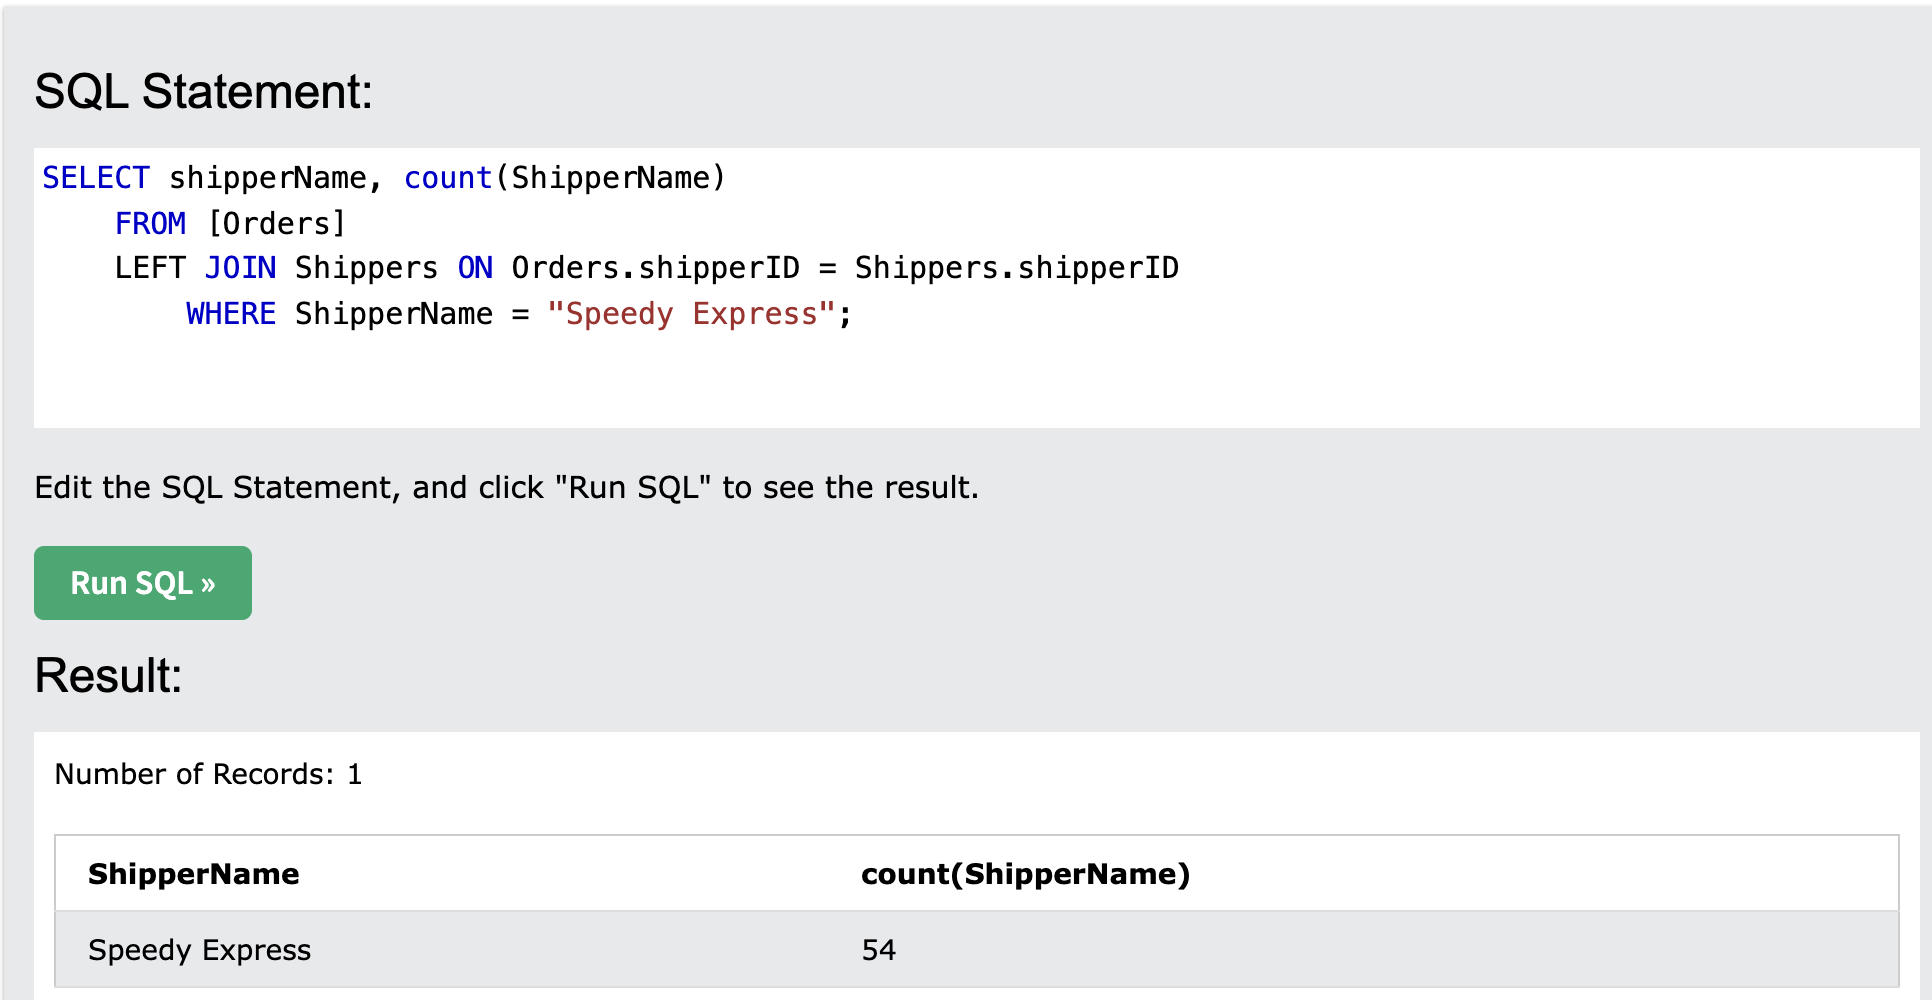 SQL Statement:
SELECT shipperName, count(ShipperName)
    FROM [Orders]
    LEFT JOIN Shippers ON Orders.shipperID = Shippers.shipperID
        WHERE ShipperName = "Speedy Express";
Edit the SQL Statement, and click "Run SQL" to see the result.
Run SQL »
Result:
Number of Records: 1
ShipperName count(ShipperName)
Speedy Express 54